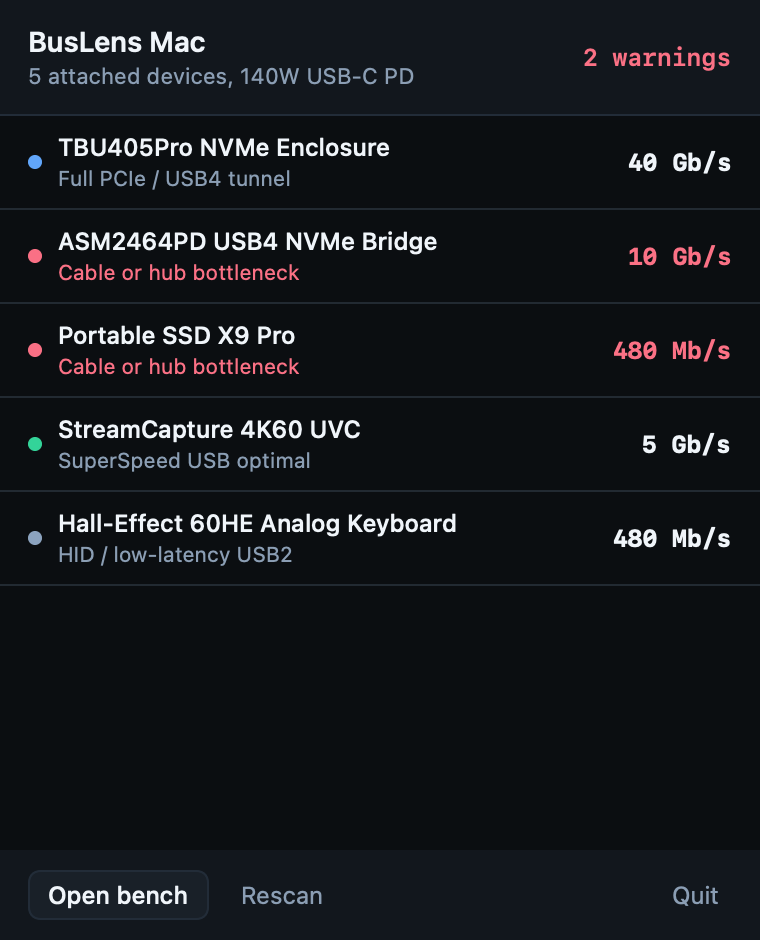 BusLens Mac
5 attached devices, 140W USB-C PD
2 warnings
TBU405Pro NVMe Enclosure
Full PCIe / USB4 tunnel
40 Gb/s
ASM2464PD USB4 NVMe Bridge
Cable or hub bottleneck
10 Gb/s
Portable SSD X9 Pro
Cable or hub bottleneck
480 Mb/s
StreamCapture 4K60 UVC
SuperSpeed USB optimal
5 Gb/s
Hall-Effect 60HE Analog Keyboard
HID / low-latency USB2
480 Mb/s
Open bench
Rescan
Quit